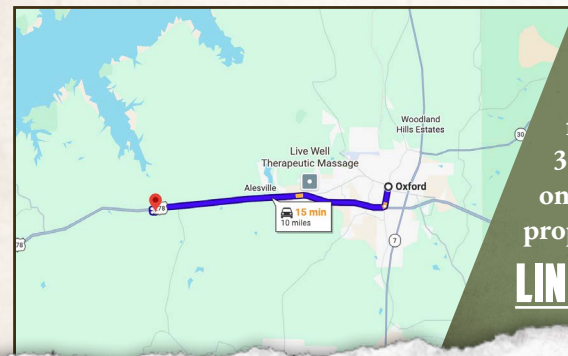 Woodland
Hills Estates
30
Live Well
Therapeutic Massage
Alesville
Oxford
78
15 min
10 miles
78
7
3
on
prop
LIN